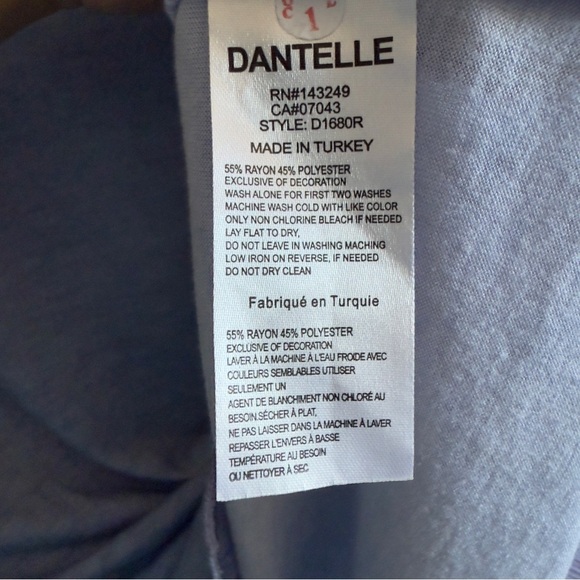 1
DANTELLE
RN#143249
CA#07043
STYLE: D1680R
MADE IN TURKEY
55% RAYON 45% POLYESTER
EXCLUSIVE OF DECORATION
WASH ALONE FOR FIRST TWO WASHES
MACHINE WASH COLD WITH LIKE COLOR
ONLY NON CHLORINE BLEACH IF NEEDED
LAY FLAT TO DRY,
DO NOT LEAVE IN WASHING MACHING
LOW IRON ON REVERSE, IF NEEDED
DO NOT DRY CLEAN
Fabriqué en Turquie
55% RAYON 45% POLYESTER
EXCLUSIVE OF DECORATION
LAVER À LA MACHINE À L'EAU FROIDE AVEC
COULEURS SEMBLABLES UTILISER
SEULEMENT UN
AGENT DE BLANCHIMENT NON CHLORÉ AU
BESOIN.SÉCHER À PLAT,
NE PAS LAISSER DANS LA MACHINE À LAVER
REPASSER L'ENVERS À BASSE
TEMPÉRATURE AU BESOIN
OU NETTOYER À SEC